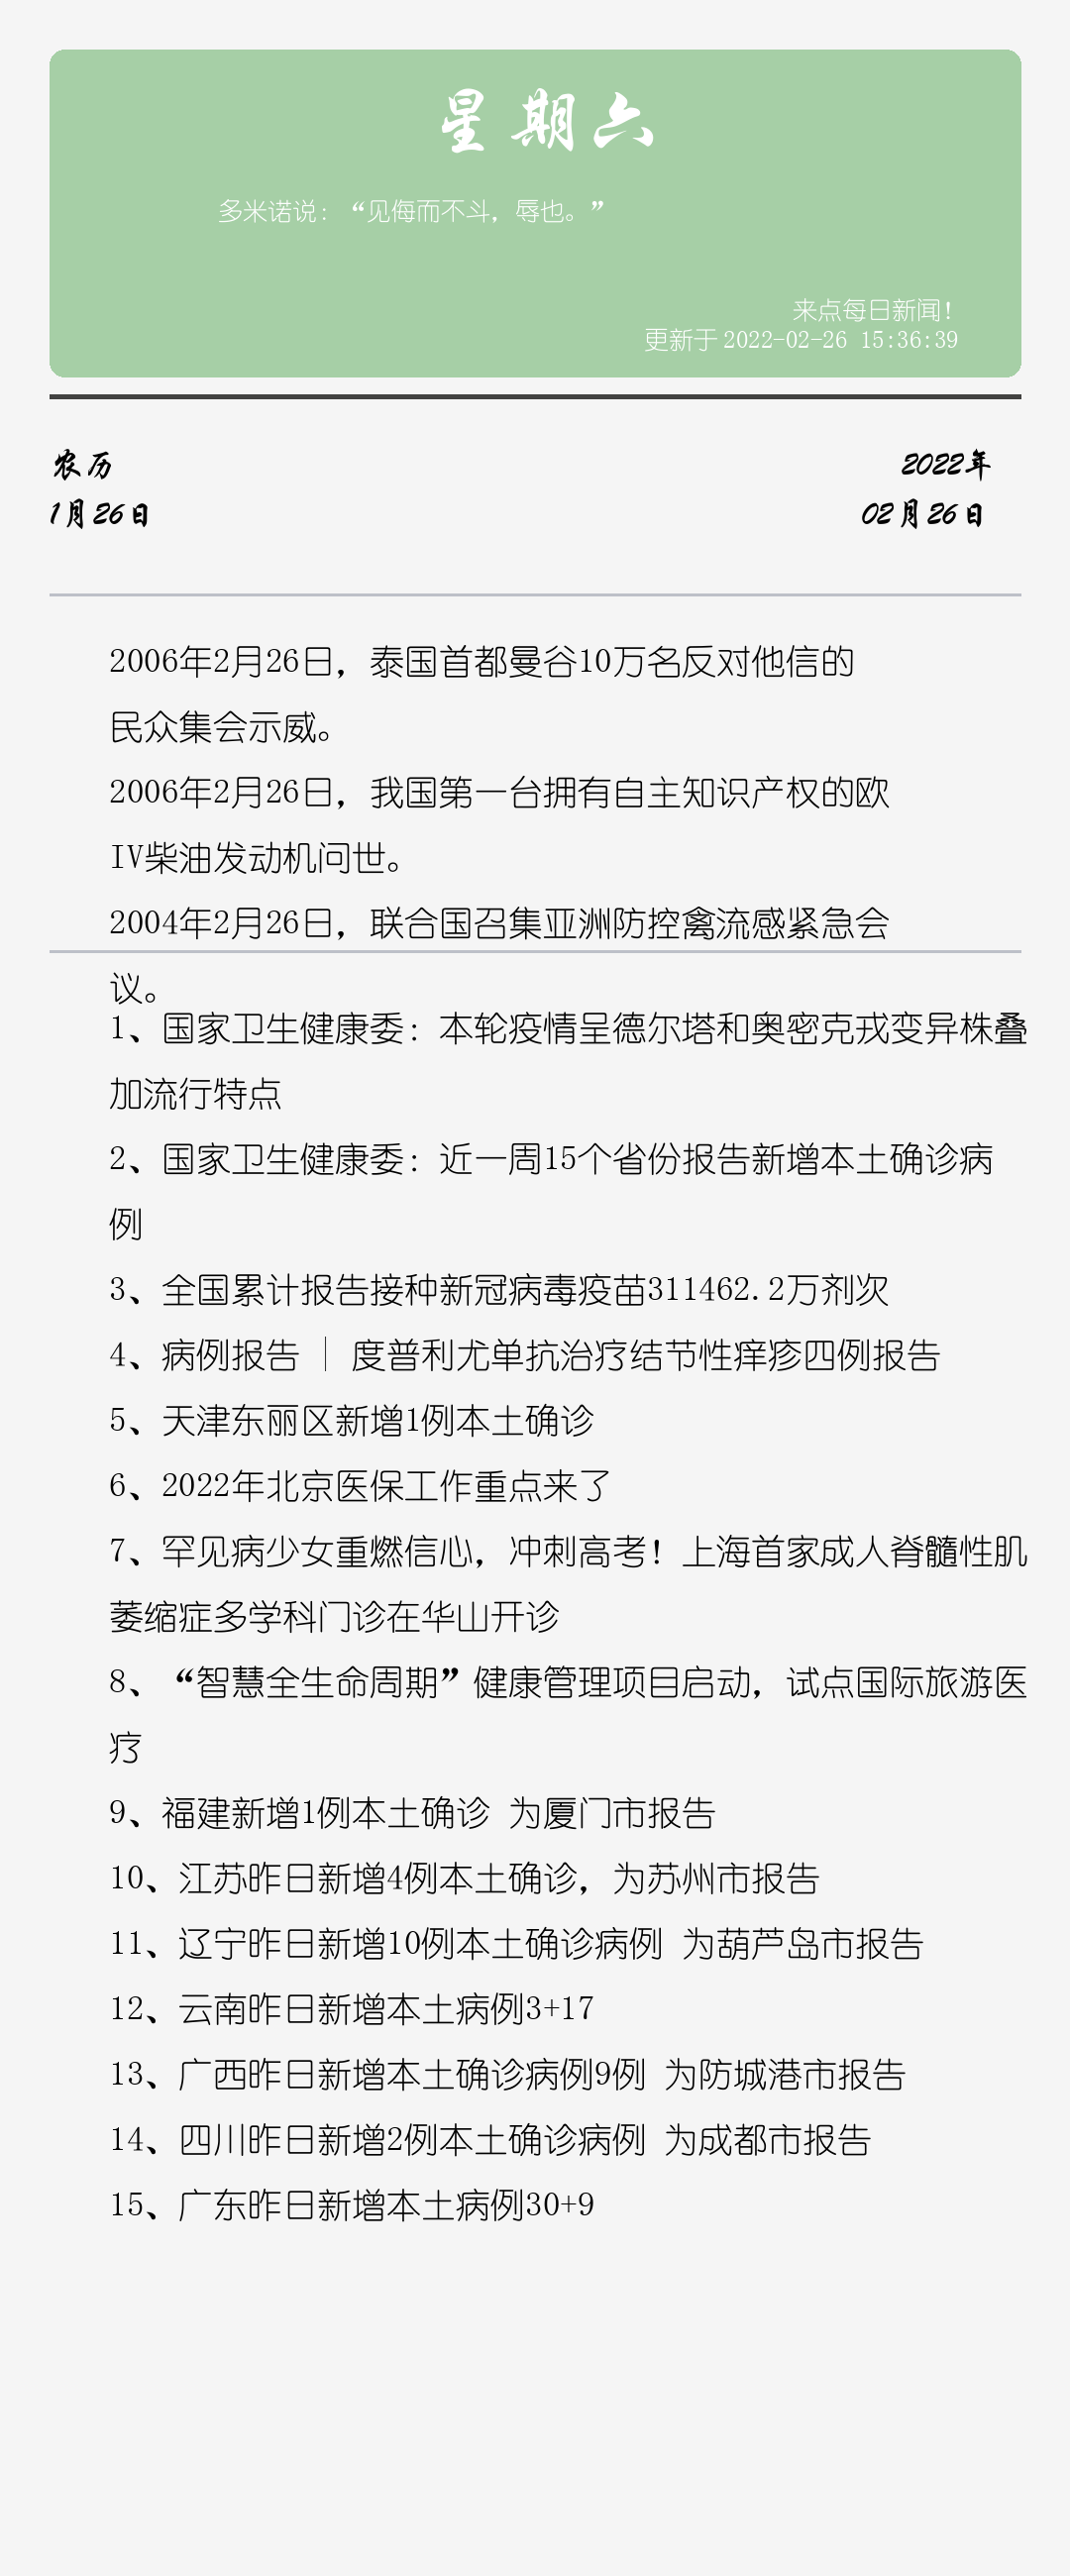 星期六
多米诺说：“见侮而不斗，辱也。”
来点每日新闻！
更新于2022-02-26 15:36:39
农历
2022年
1月26日
02月26日
2006年2月26日，泰国首都曼谷10万名反对他信的
民众集会示威。
2006年2月26日，我国第一台拥有自主知识产权的欧
IV柴油发动机问世。
2004年2月26日，联合国召集亚洲防控禽流感紧急会
议。
1、国家卫生健康委：本轮疫情呈德尔塔和奥密克戎变异株叠
加流行特点
2、国家卫生健康委：近一周15个省份报告新增本土确诊病
例
3、全国累计报告接种新冠病毒疫苗311462.2万剂次
4、病例报告｜度普利尤单抗治疗结节性痒疹四例报告
5、天津东丽区新增1例本土确诊
6、2022年北京医保工作重点来了
7、罕见病少女重燃信心，冲刺高考！上海首家成人脊髓性肌
萎缩症多学科门诊在华山开诊
8、“智慧全生命周期”健康管理项目启动，试点国际旅游医
疗
9、福建新增1例本土确诊 为厦门市报告
10、江苏昨日新增4例本土确诊，为苏州市报告
11、辽宁昨日新增10例本土确诊病例 为葫芦岛市报告
12、云南昨日新增本土病例3+17
13、广西昨日新增本土确诊病例9例 为防城港市报告
14、四川昨日新增2例本土确诊病例 为成都市报告
15、广东昨日新增本土病例30+9